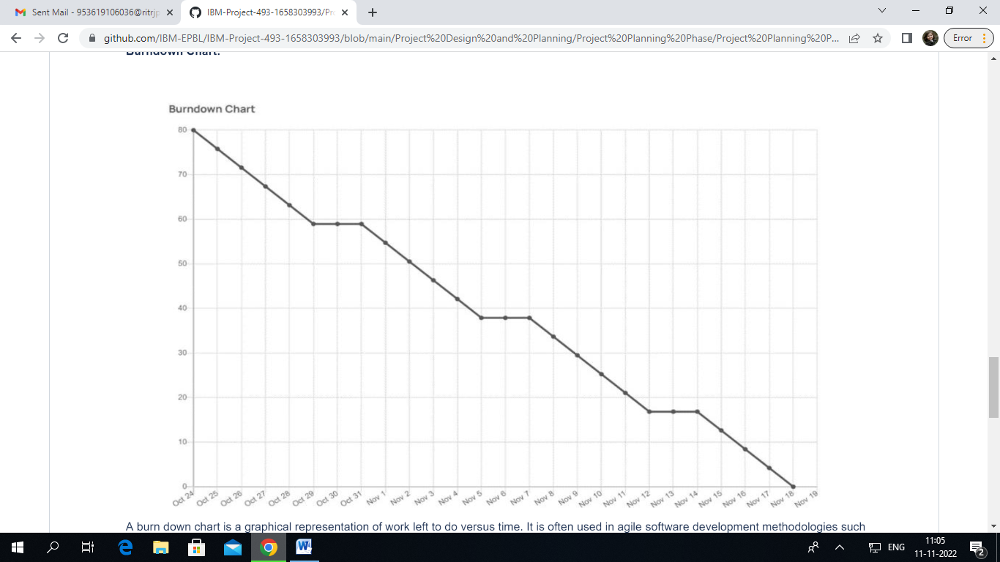 Sent Mail - 953619106036@ritrjp
IBM-Project-493-1658303993/Pro
github.com/IBM-EPBL/IBM-Project-493-1658303993/blob/main/Project%20Design%20and%20Planning/Project%20Planning%20Phase/Project%20Planning%20P...
Error
Burndown Chart:
Burndown Chart
80
70
60
50
40
30
20
10
0
Oct 24 Oct 25 Oct 26 Oct 27 Oct 28 Oct 29 Oct 30 Oct 31 Nov 1 Nov 2 Nov 3 Nov 4 Nov 5 Nov 6 Nov 7 Nov 8 Nov 9 Nov 10 Nov 11 Nov 12 Nov 13 Nov 14 Nov 15 Nov 16 Nov 17 Nov 18 Nov 19
A burn down chart is a graphical representation of work left to do versus time. It is often used in agile software development methodologies such
ENG
11:05
11-11-2022
2